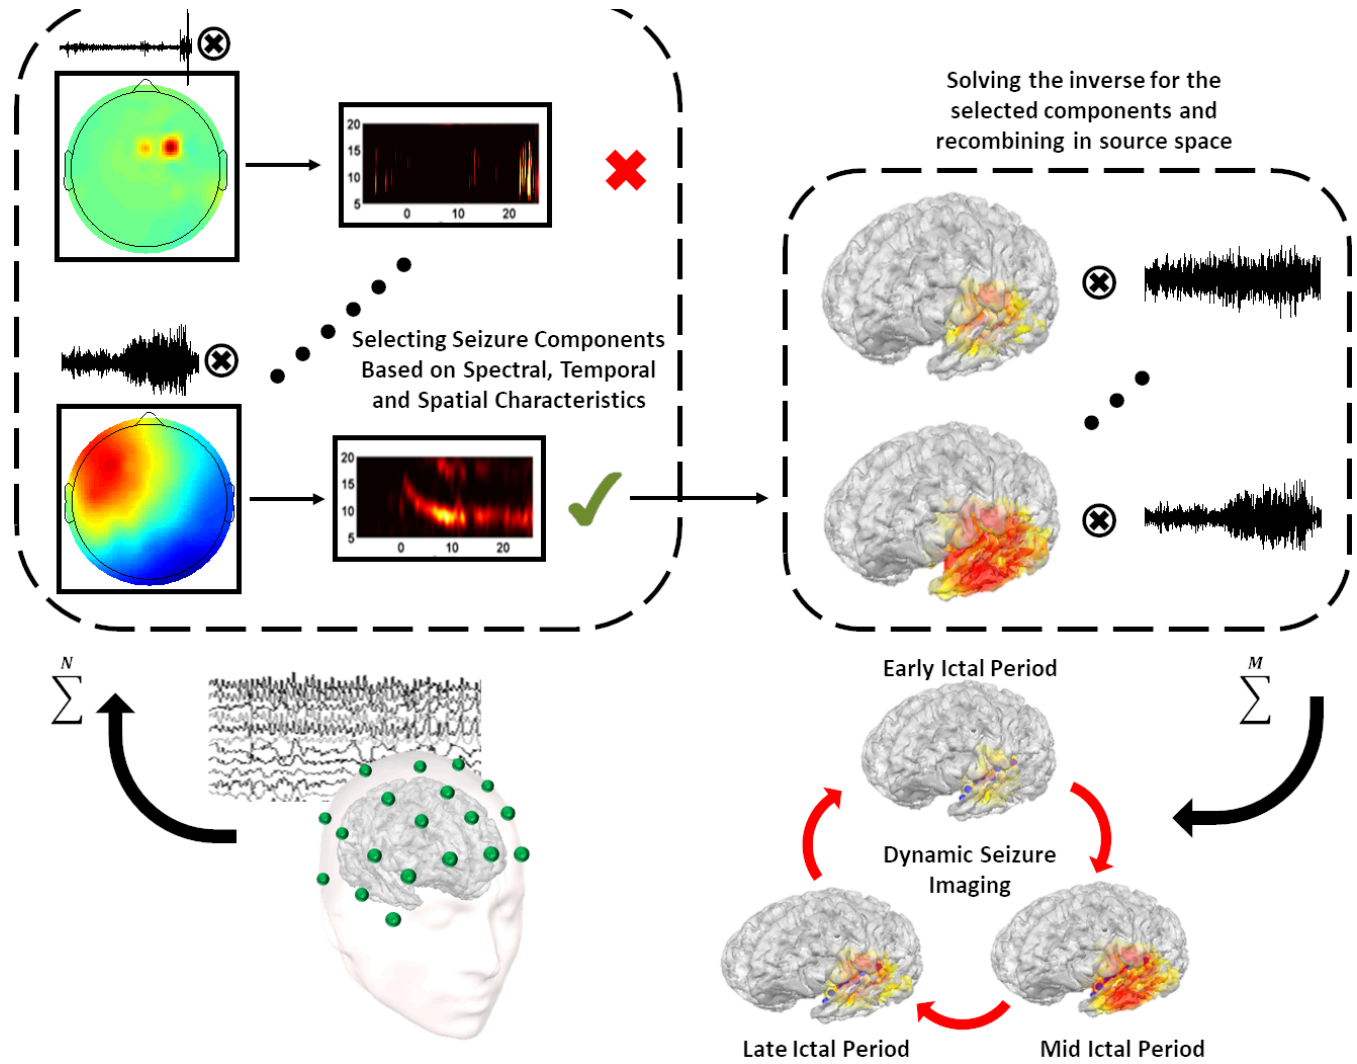 Solving the inverse for the
selected components and
recombining in source space
20
15
10
5
0
10
20
Selecting Seizure Components
Based on Spectral, Temporal
and Spatial Characteristics
20
15
10
5
0
10
20
N
∑
M
∑
Early Ictal Period
Dynamic Seizure
Imaging
Late Ictal Period
Mid Ictal Period